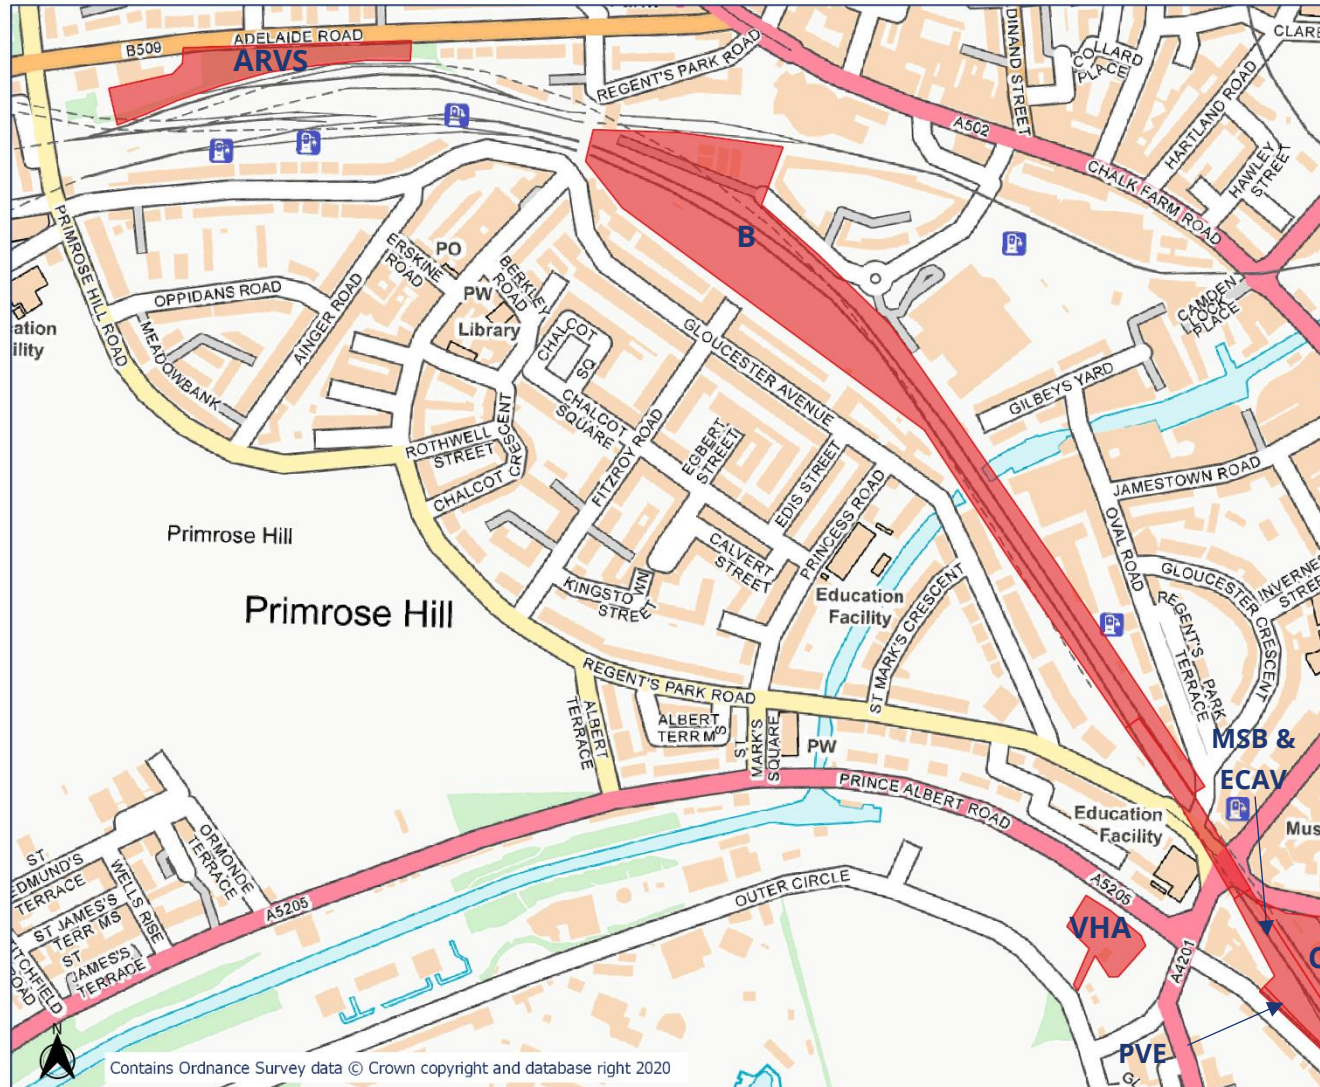 B509
ADELAIDE ROAD
ARVS
REGENT'S PARK ROAD
DINAND STREET
PLACE
CLARE
HARTLAND ROAD
HAWLEY
STREET
A502
CHALK FARM ROAD
B
PRIMROSE HILL ROAD
PO
ERSKINE
ROAD
PW
BERKLEY
ROAD
Library
OPPIDANS ROAD
AINGER ROAD
MEADOWBANK
ation
ility
CHALCOT
SQ
CHALCOT
SQUARE
GLOUCESTER AVENUE
CAMDEN
LOCK
PLACE
GILBEYS YARD
JAMESTOWN ROAD
OVAL ROAD
ROTHWELL
STREET
CHALCOT
CRESCENT
FITZROY ROAD
EGBERT
STREET
EDIS STREET
PRINCESS ROAD
CALVERT
STREET
KINGSTO
STREET
Primrose Hill
Primrose Hill
Education
Facility
ST MARK'S CRESCENT
GLOUCESTER CRESCENT
INVERNES
STREE
REGENT'S
PARK
TERRACE
REGENT'S PARK ROAD
ALBERT
TERRACE
ALBERT
TERR M
S
ST
MARK'S
SQUARE
PW
PRINCE ALBERT ROAD
MSB &
ECAV
Education
Facility
Mus
ST
EDMUND'S
TERRACE
ORMONDE
TERRACE
WELLS RISE
ST JAMES'S
TERR MS
ST
JAMES'S
TERRACE
TCHFIELD
ROAD
A5205
OUTER CIRCLE
A5205
VHA
A4201
C
PVE
GL
N
Contains Ordnance Survey data © Crown copyright and database right 2020